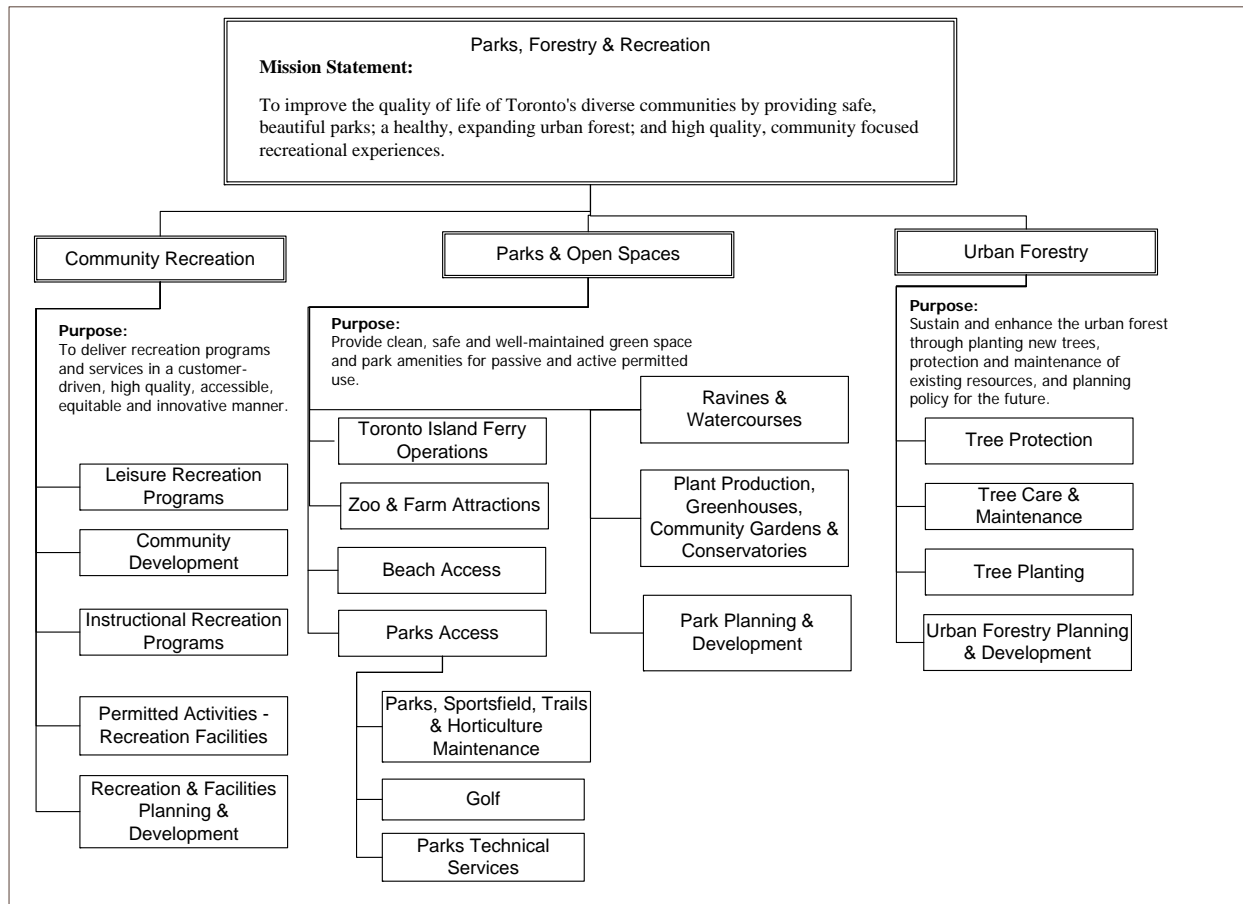 Parks, Forestry & Recreation
Mission Statement:
To improve the quality of life of Toronto's diverse communities by providing safe,
beautiful parks; a healthy, expanding urban forest; and high quality, community focused
recreational experiences.
Community Recreation
Purpose:
To deliver recreation programs
and services in a customer-
driven, high quality, accessible,
equitable and innovative manner.
Leisure Recreation
Programs
Community
Development
Instructional Recreation
Programs
Permitted Activities -
Recreation Facilities
Recreation & Facilities
Planning &
Development
Parks & Open Spaces
Purpose:
Provide clean, safe and well-maintained green space
and park amenities for passive and active permitted
use.
Toronto Island Ferry
Operations
Zoo & Farm Attractions
Beach Access
Parks Access
Parks, Sportsfield, Trails
& Horticulture
Maintenance
Golf
Parks Technical
Services
Ravines &
Watercourses
Plant Production,
Greenhouses,
Community Gardens &
Conservatories
Park Planning &
Development
Urban Forestry
Purpose:
Sustain and enhance the urban forest
through planting new trees,
protection and maintenance of
existing resources, and planning
policy for the future.
Tree Protection
Tree Care &
Maintenance
Tree Planting
Urban Forestry Planning
& Development